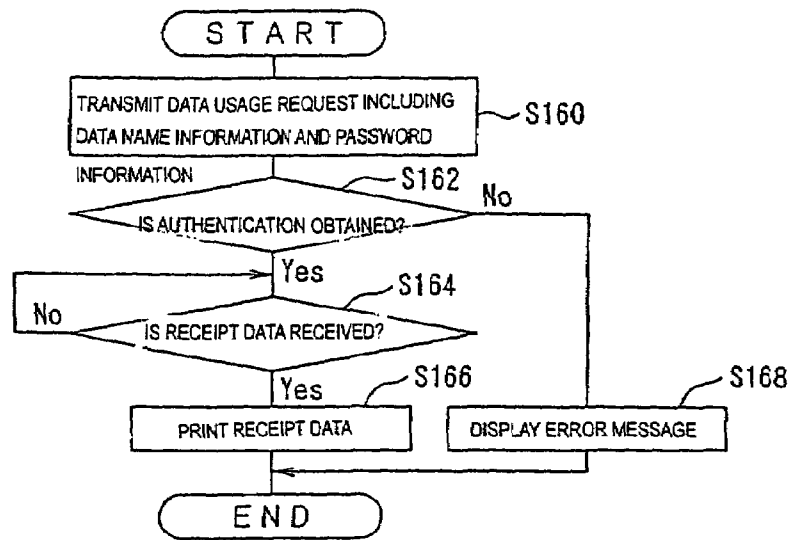 START
TRANSMIT DATA USAGE REQUEST INCLUDING
DATA NAME INFORMATION AND PASSWORD
INFORMATION
S160
S162
No
IS AUTHENTICATION OBTAINED?
Yes
S164
No
IS RECEIPT DATA RECEIVED?
Yes
S166
S168
PRINT RECEIPT DATA
DISPLAY ERROR MESSAGE
END